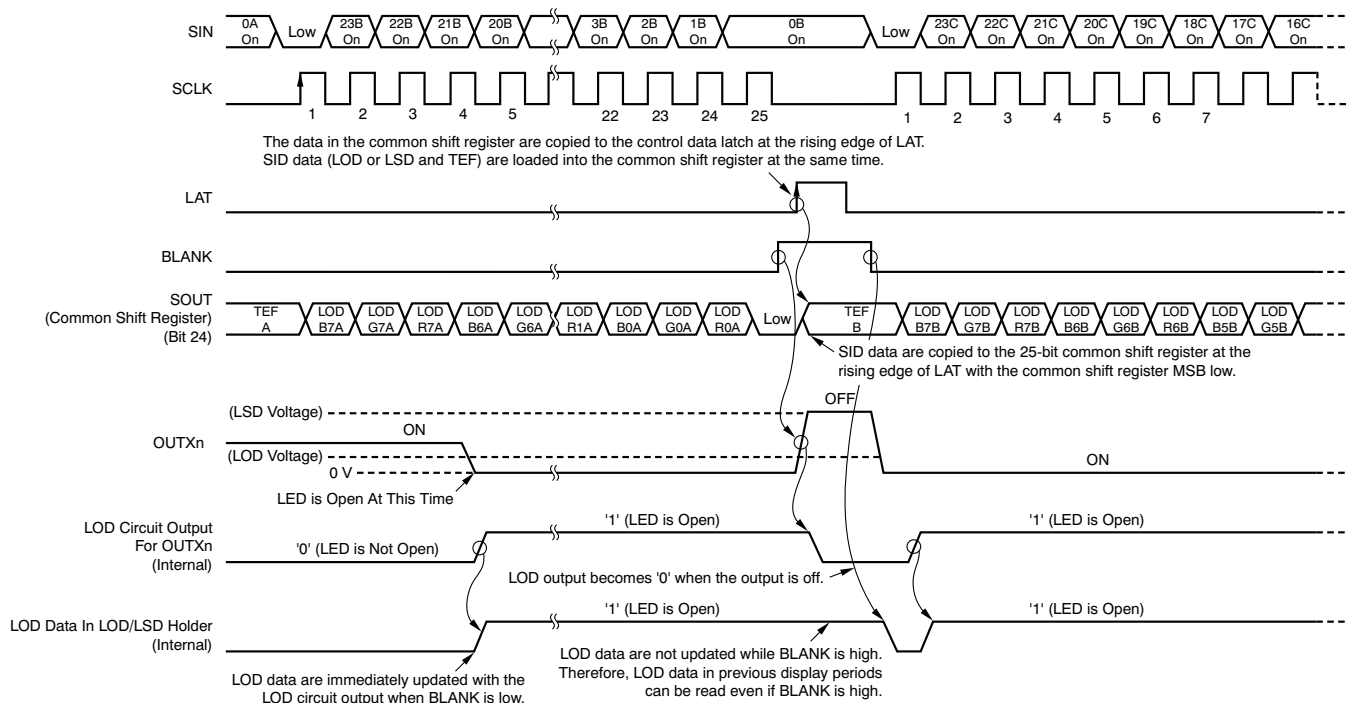 SIN
0A On
Low
23B On
22B On
21B On
20B On
3B On
2B On
1B On
0B On
Low
23C On
22C On
21C On
20C On
19C On
18C On
17C On
16C On
SCLK
1 2 3 4 5 22 23 24 25 1 2 3 4 5 6 7
The data in the common shift register are copied to the control data latch at the rising edge of LAT.
SID data (LOD or LSD and TEF) are loaded into the common shift register at the same time.
LAT
BLANK
SOUT
(Common Shift Register)
(Bit 24)
TEF A
LOD B7A
LOD G7A
LOD R7A
LOD B6A
LOD G6A
LOD R1A
LOD B0A
LOD G0A
LOD R0A
Low
TEF B
LOD B7B
LOD G7B
LOD R7B
LOD B6B
LOD G6B
LOD R6B
LOD B5B
LOD G5B
SID data are copied to the 25-bit common shift register at the
rising edge of LAT with the common shift register MSB low.
OUTXn
(LSD Voltage)
OFF
ON
(LOD Voltage)
ON
0 V
LED is Open At This Time
LOD Circuit Output
For OUTXn
(Internal)
'0' (LED is Not Open)
'1' (LED is Open)
'1' (LED is Open)
LOD output becomes '0' when the output is off.
LOD Data In LOD/LSD Holder
(Internal)
'1' (LED is Open)
'1' (LED is Open)
LOD data are immediately updated with the
LOD circuit output when BLANK is low.
LOD data are not updated while BLANK is high.
Therefore, LOD data in previous display periods
can be read even if BLANK is high.